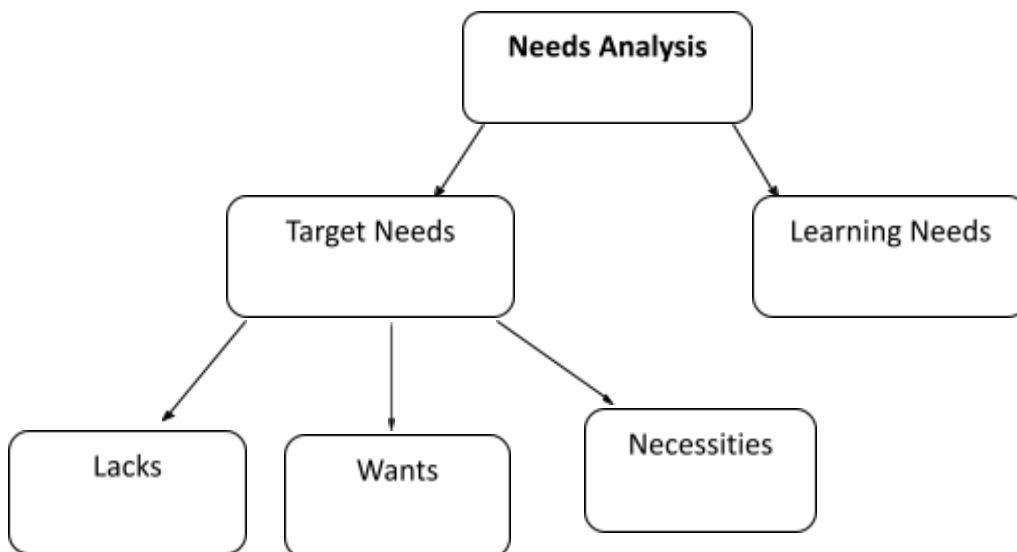 Needs Analysis
Target Needs
Learning Needs
Lacks
Wants
Necessities